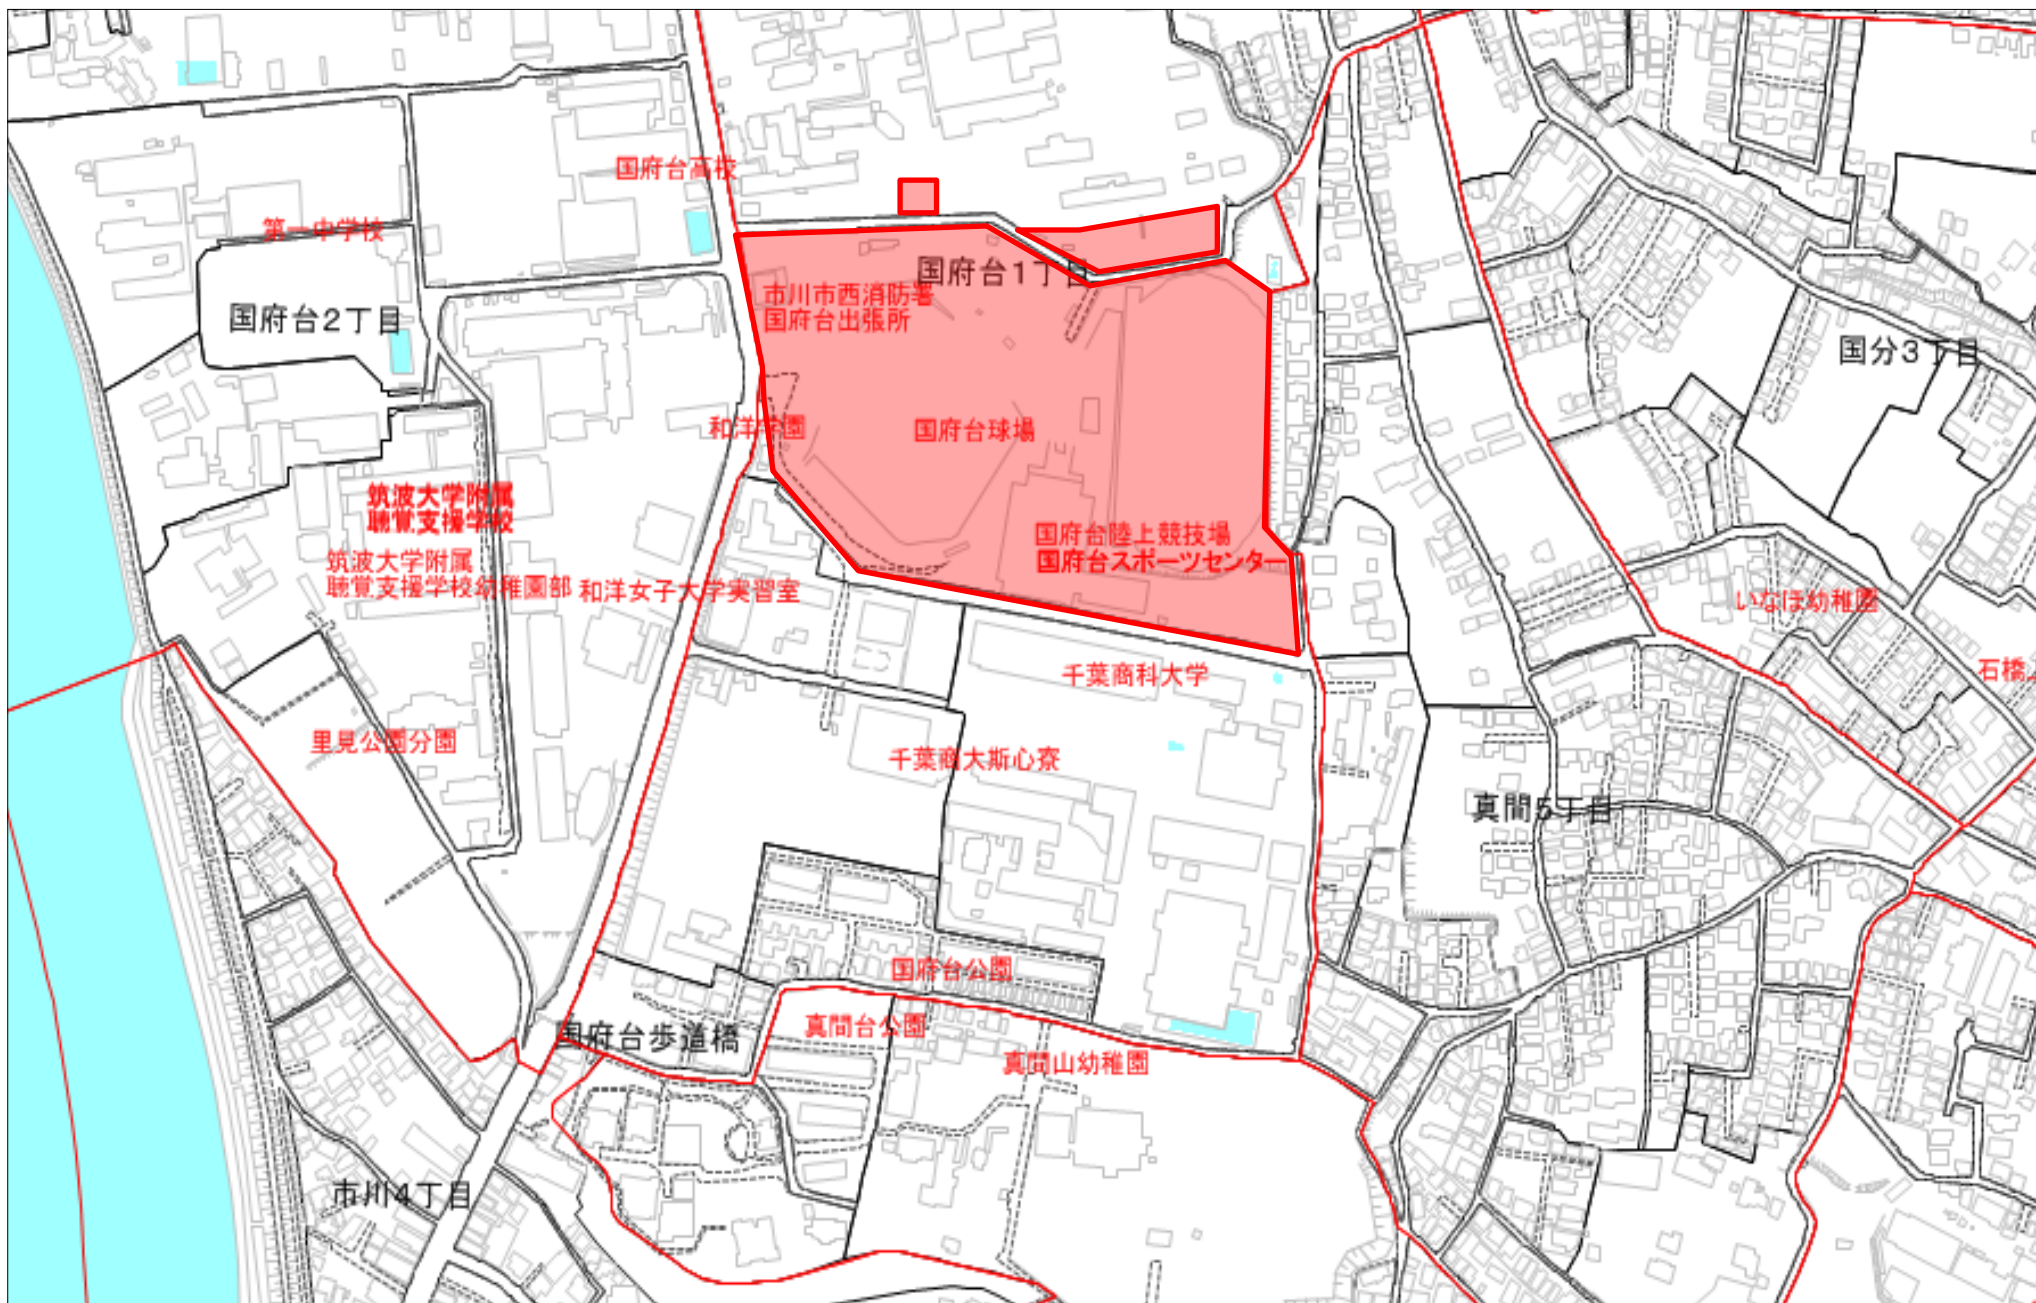 国府台高校
第一中学校
国府台1丁目
市川市西消防署
国府台出張所
国府台2丁目
国分3丁目
和洋学園
国府台球場
筑波大学附属
聴覚支援学校
国府台陸上競技場
国府台スポーツセンター
筑波大学附属
聴覚支援学校幼稚園部
和洋女子大学実習室
いなほ幼稚園
千葉商科大学
石橋
里見公園分園
千葉商大斯心寮
真間5丁目
国府台公園
真間台公園
国府台歩道橋
真間山幼稚園
市川4丁目